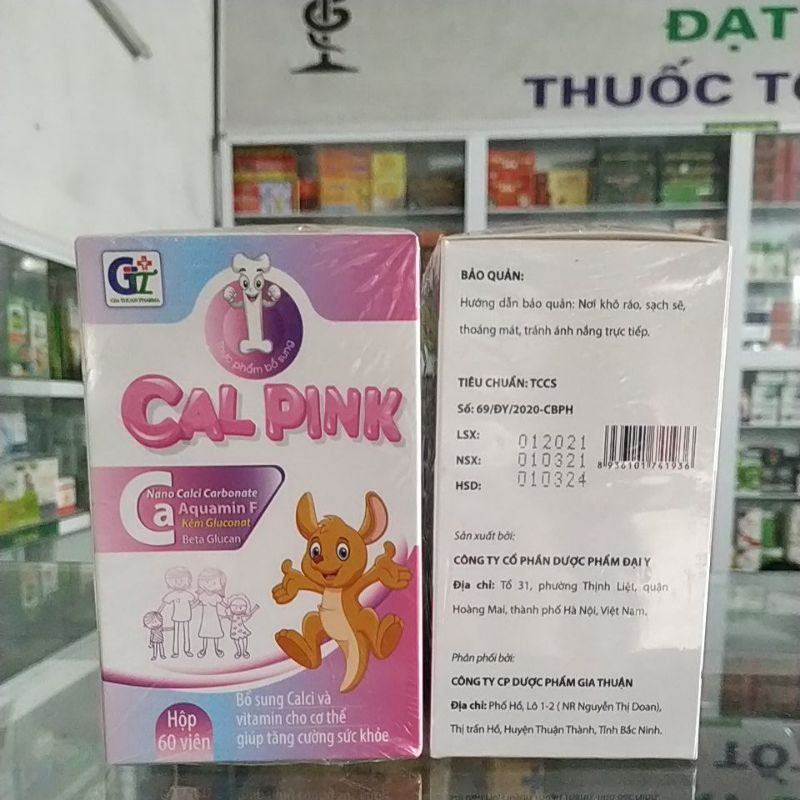 ĐẠT
THUỐC
GIA THUAN PHARMA
Thực phẩm bổ sung
CAL PINK
Ca
Nano Calci Carbonate
Aquamin F
Kẽm Gluconat
Beta Glucan
Hộp
60 viên
Bổ sung Calci và
vitamin cho cơ thể
giúp tăng cường sức khỏe
BẢO QUẢN:
Hướng dẫn bảo quản: Nơi khô ráo, sạch sẽ,
thoáng mát, tránh ánh nắng trực tiếp.
TIÊU CHUẨN: TCCS
Số: 69/ĐY/2020-CBPH
LSX: 012021
NSX: 010321
HSD: 010324
8936101761936
Sản xuất bởi:
CÔNG TY CỔ PHẦN DƯỢC PHẨM ĐẠI Y
Địa chỉ: Tổ 31, phường Thịnh Liệt, quận
Hoàng Mai, thành phố Hà Nội, Việt Nam.
Phân phối bởi:
CÔNG TY CP DƯỢC PHẨM GIA THUẬN
Địa chỉ: Phố Hồ, Lô 1-2 ( NR Nguyễn Thị Doan),
Thị trấn Hồ, Huyện Thuận Thành, Tỉnh Bắc Ninh.